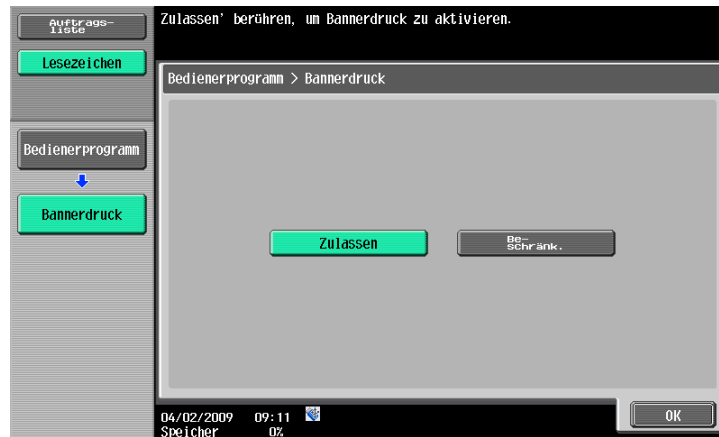 Auftrags-
liste
Lesezeichen
Bedienerprogramm
Bannerdruck
Zulassen' berühren, um Bannerdruck zu aktivieren.
Bedienerprogramm > Bannerdruck
Zulassen
Be-
schränk.
04/02/2009 09:11
Speicher 0%
OK